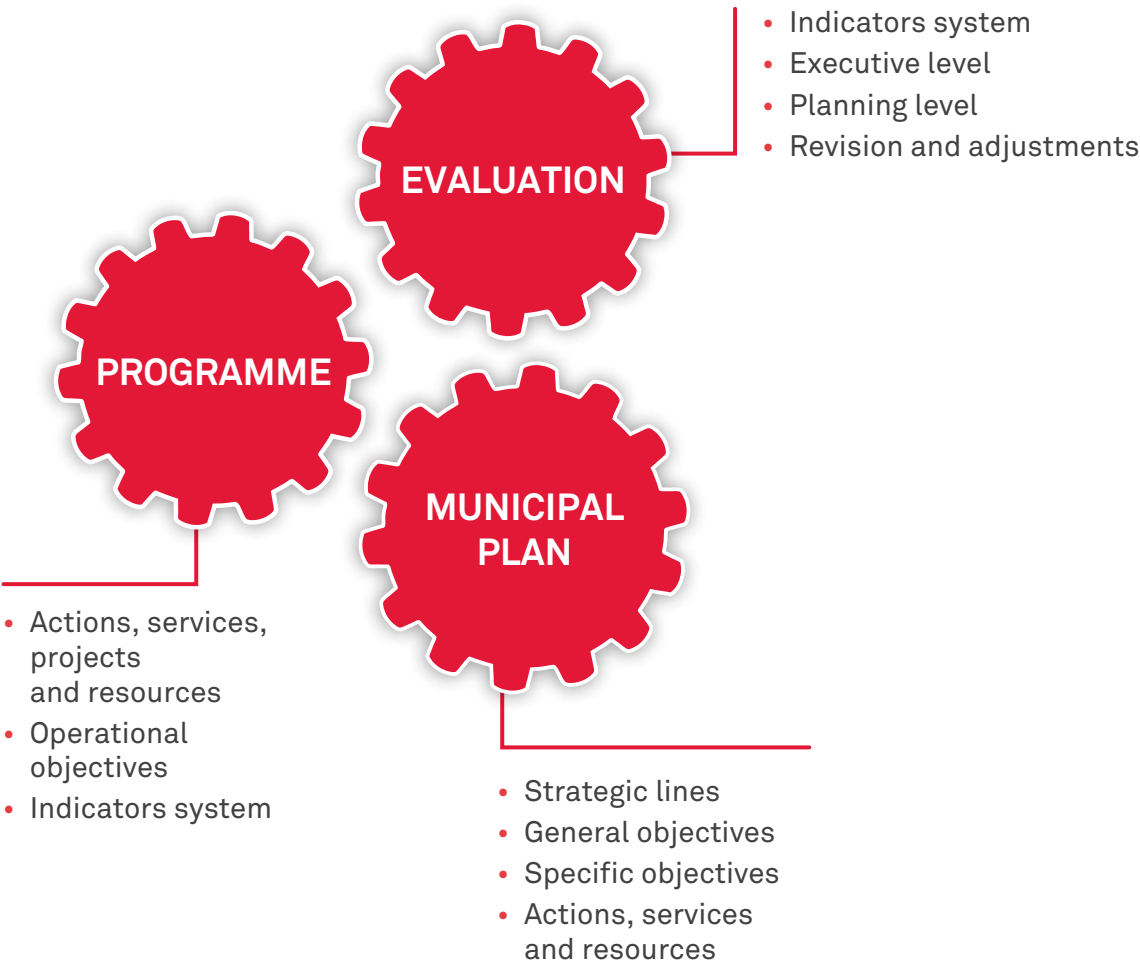 • Indicators system
• Executive level
• Planning level
• Revision and adjustments
EVALUATION
PROGRAMME
MUNICIPAL
PLAN
• Actions, services,
projects
and resources
• Operational
objectives
• Indicators system
• Strategic lines
• General objectives
• Specific objectives
• Actions, services
and resources